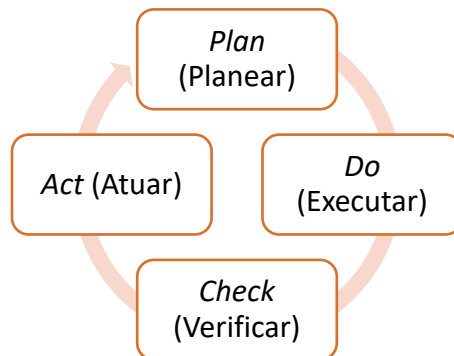 Plan
(Planear)
Do
(Executar)
Check
(Verificar)
Act (Atuar)